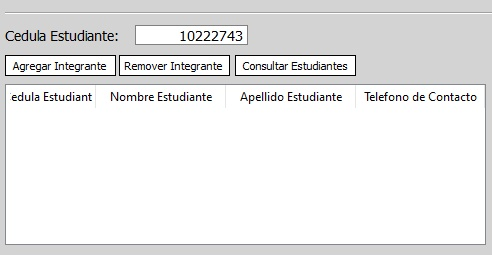 Cedula Estudiante: 10222743
Agregar Integrante Remover Integrante Consultar Estudiantes
edula Estudiant Nombre Estudiante Apellido Estudiante Telefono de Contacto